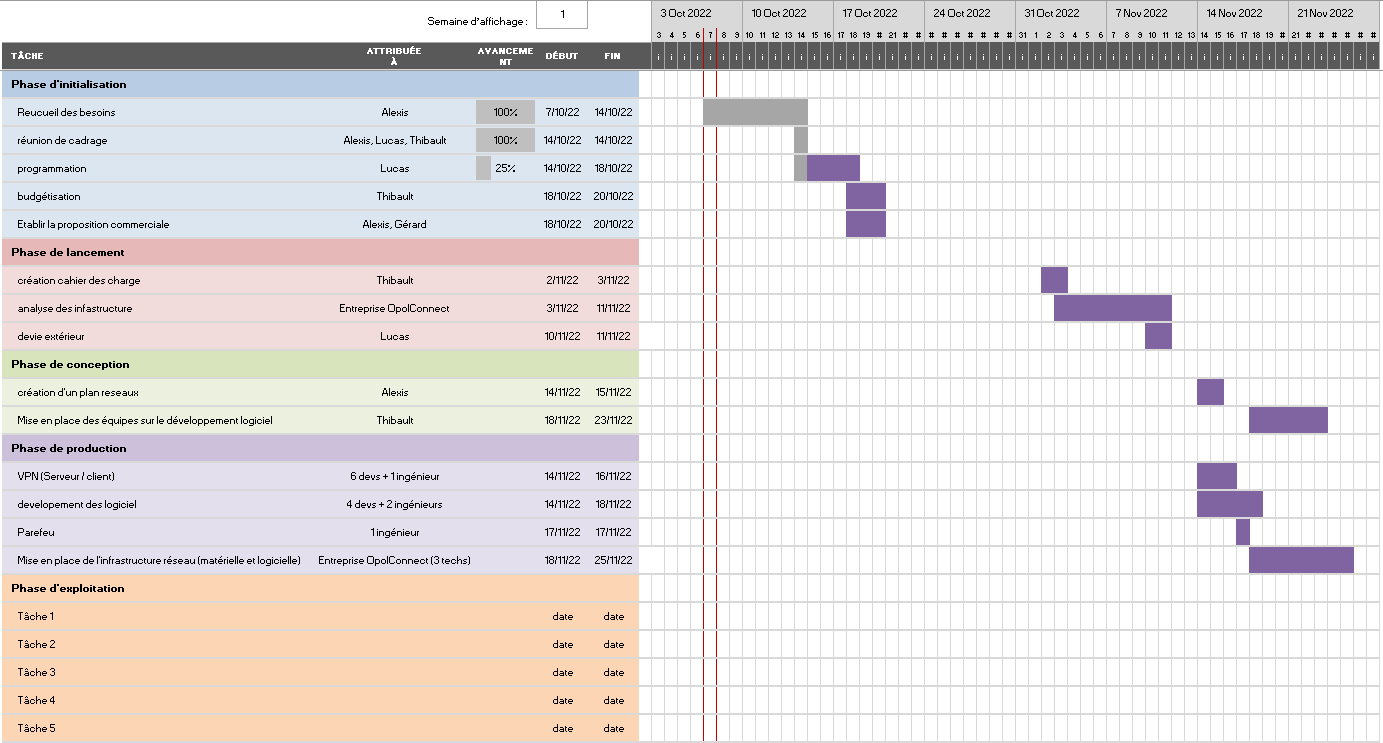 Semaine d'affichage : 1
3 Oct 2022 10 Oct 2022 17 Oct 2022 24 Oct 2022 31 Oct 2022 7 Nov 2022 14 Nov 2022 21 Nov 2022
3 4 5 6 7 8 9 10 11 12 13 14 15 16 17 18 19 # # # # # # # # # # # 31 1 2 3 4 5 6 7 8 9 10 11 12 13 14 15 16 17 18 19 # 21 # # # # # #
TÂCHE ATTRIBUÉE À AVANCEMENT DÉBUT FIN
Phase d'initialisation
Reucueil des besoins Alexis 100% 7/10/22 14/10/22
réunion de cadrage Alexis, Lucas, Thibault 100% 14/10/22 14/10/22
programmation Lucas 25% 14/10/22 18/10/22
budgétisation Thibault 18/10/22 20/10/22
Etablir la proposition commerciale Alexis, Gérard 18/10/22 20/10/22
Phase de lancement
création cahier des charge Thibault 2/11/22 3/11/22
analyse des infastructure Entreprise OpolConnect 3/11/22 11/11/22
devie extérieur Lucas 10/11/22 11/11/22
Phase de conception
création d'un plan reseaux Alexis 14/11/22 15/11/22
Mise en place des équipes sur le développement logiciel Thibault 18/11/22 23/11/22
Phase de production
VPN (Serveur / client) 6 devs + 1 ingénieur 14/11/22 16/11/22
developement des logiciel 4 devs + 2 ingénieurs 14/11/22 18/11/22
Parefeu 1 ingénieur 17/11/22 17/11/22
Mise en place de l'infrastructure réseau (matérielle et logicielle) Entreprise OpolConnect (3 techs) 18/11/22 25/11/22
Phase d'exploitation
Tâche 1 date date
Tâche 2 date date
Tâche 3 date date
Tâche 4 date date
Tâche 5 date date